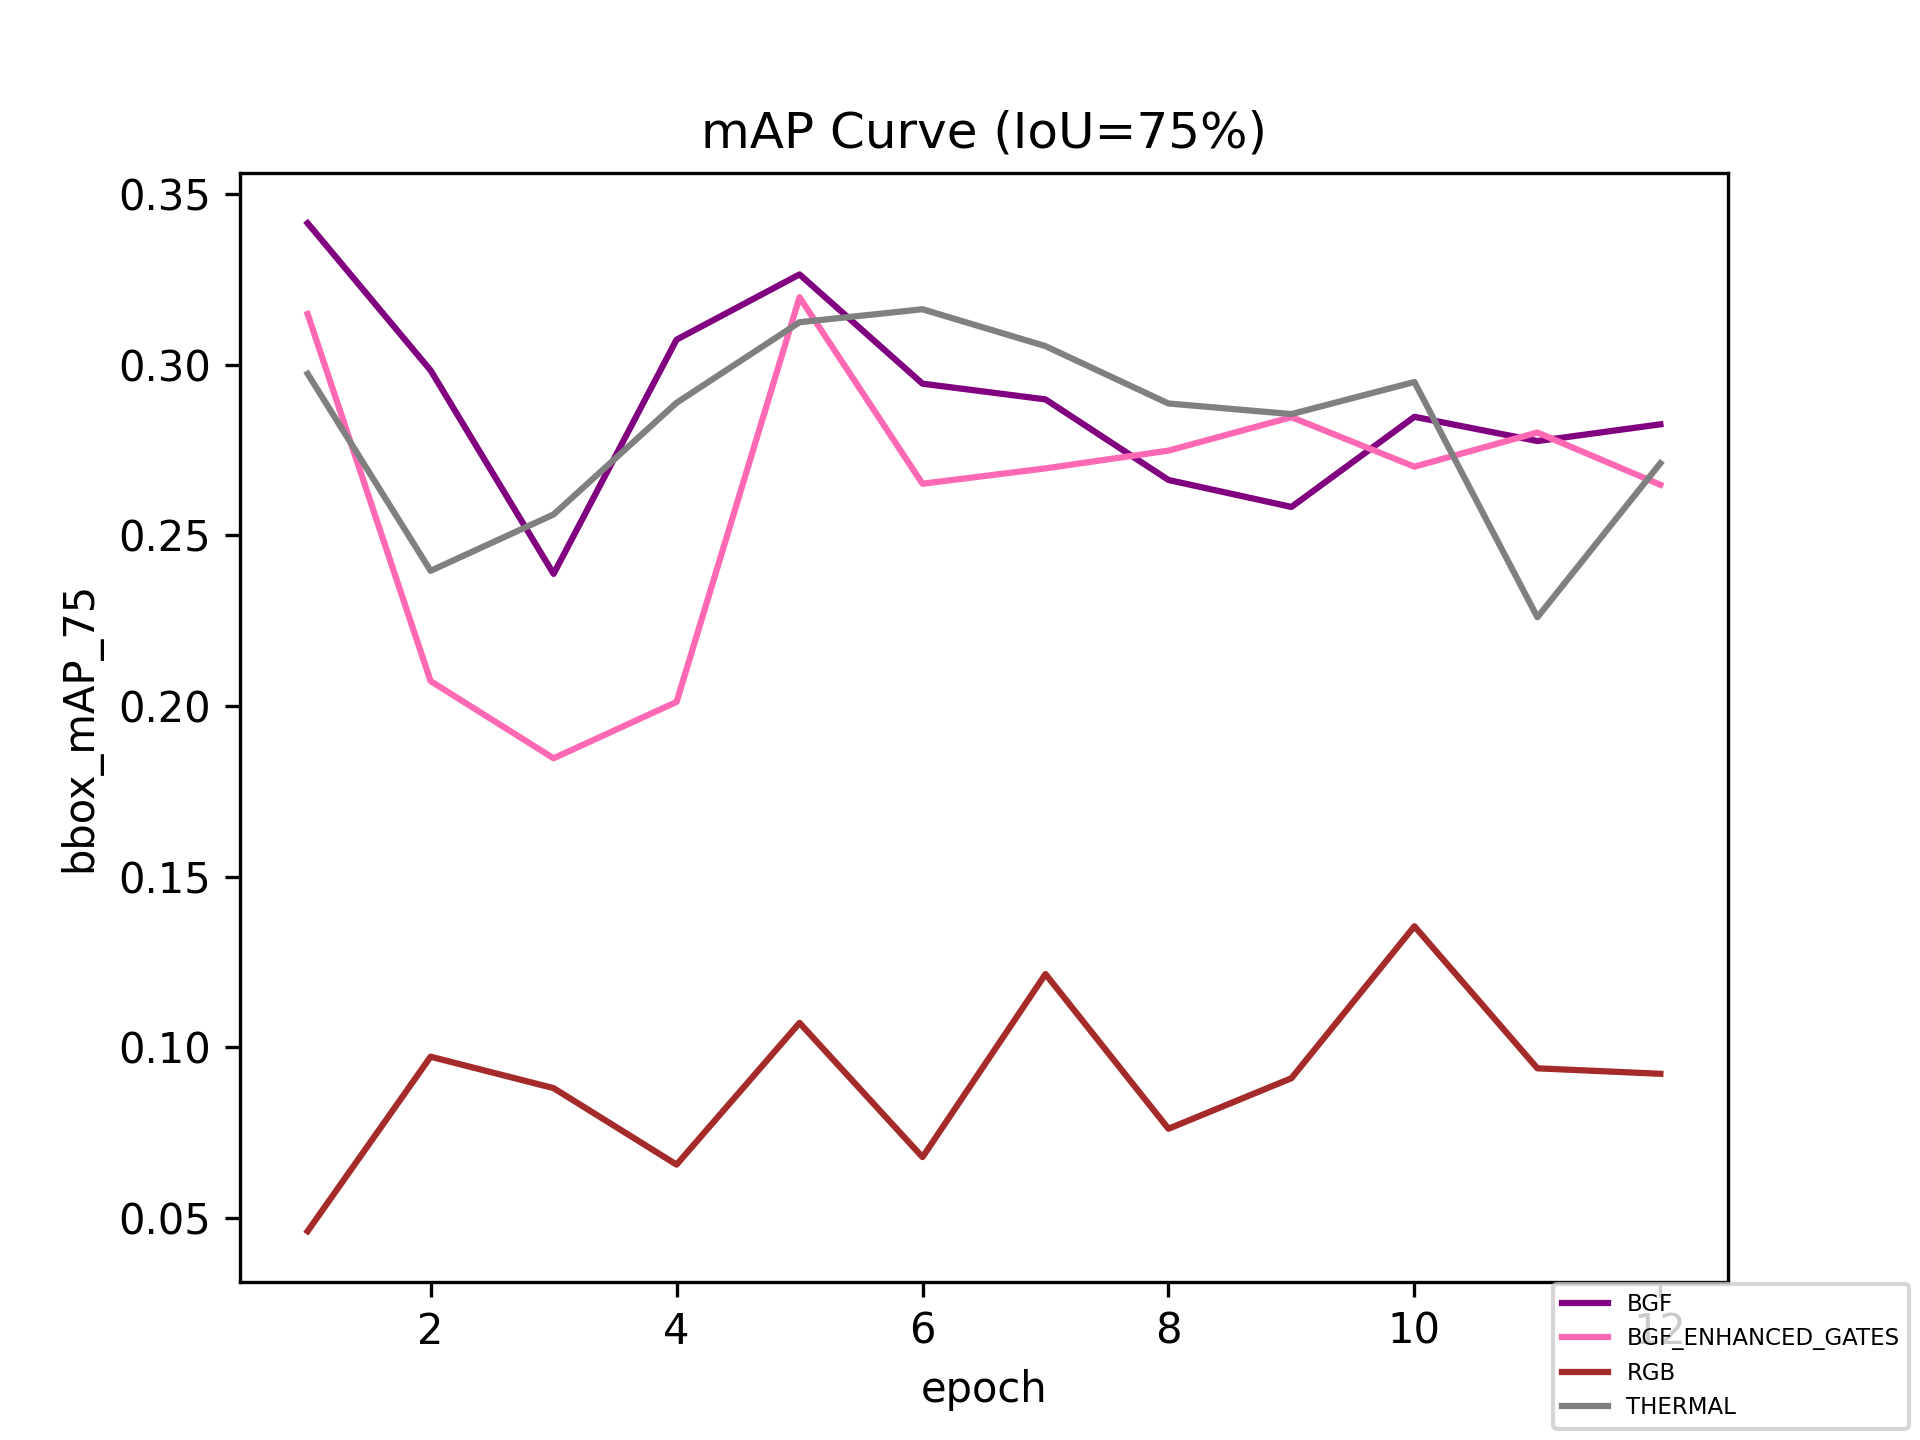 mAP Curve (IoU=75%)
0.35
0.30
0.25
0.20
0.15
0.10
0.05
bbox_mAP_75
2 4 6 8 10 12
epoch
BGF
BGF_ENHANCED_GATES
RGB
THERMAL